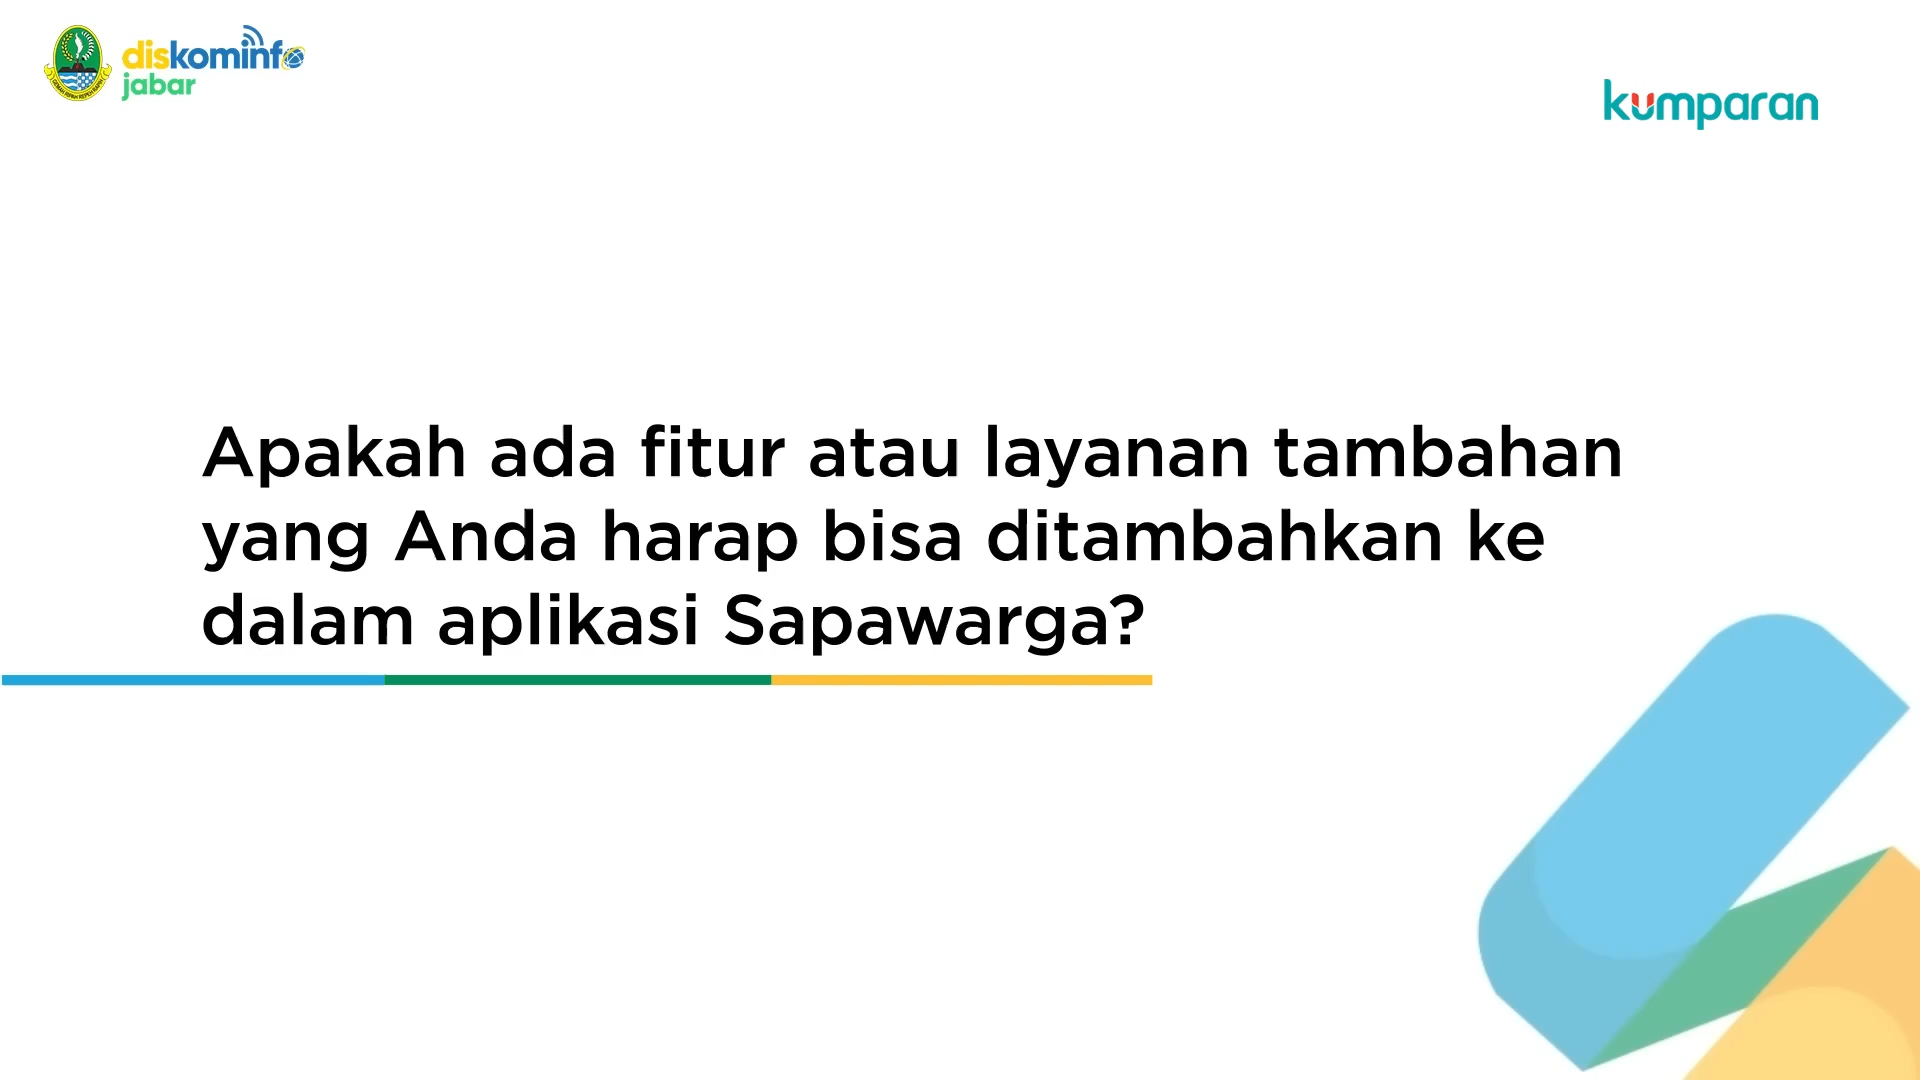 diskominfo
jabar
kumparan
Apakah ada fitur atau layanan tambahan
yang Anda harap bisa ditambahkan ke
dalam aplikasi Sapawarga?